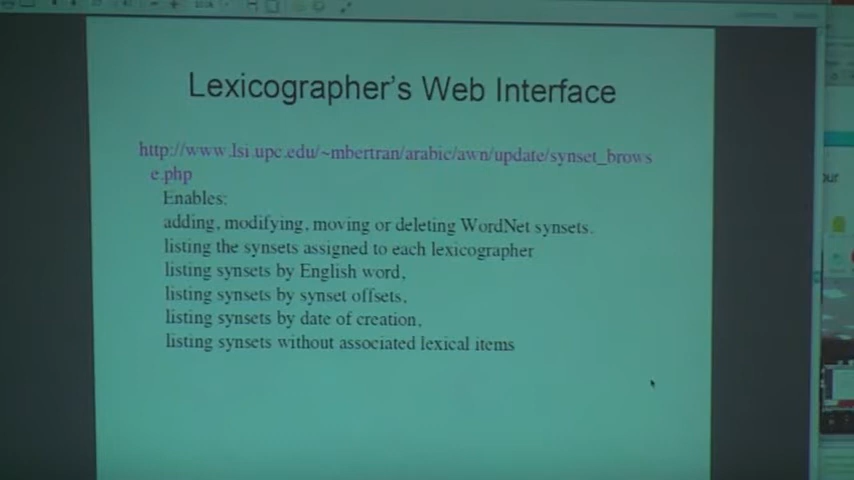 Lexicographer's Web Interface
http://www.lsi.upc.edu/~mbertran/arabic/awn/update/synset_brows
e.php
Enables:
adding, modifying, moving or deleting WordNet synsets.
listing the synsets assigned to each lexicographer
listing synsets by English word,
listing synsets by synset offsets,
listing synsets by date of creation,
listing synsets without associated lexical items